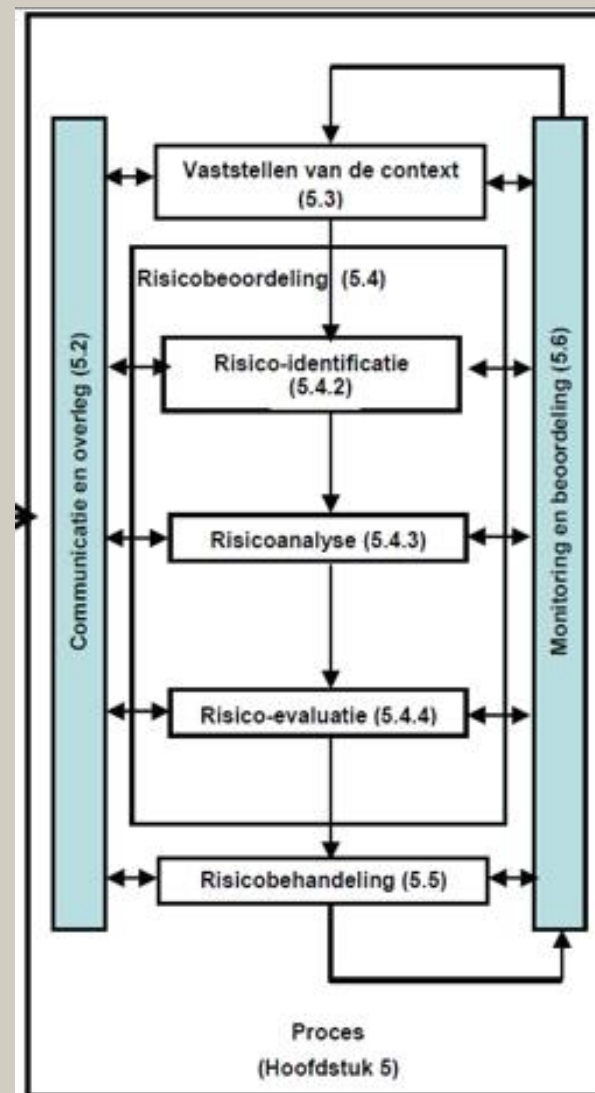 Vaststellen van de context
(5.3)
Risicobeoordeling (5.4)
Risico-identificatie
(5.4.2)
Risicoanalyse (5.4.3)
Risico-evaluatie (5.4.4)
Risicobehandeling (5.5)
Communicatie en overleg (5.2)
Monitoring en beoordeling (5.6)
Proces
(Hoofdstuk 5)